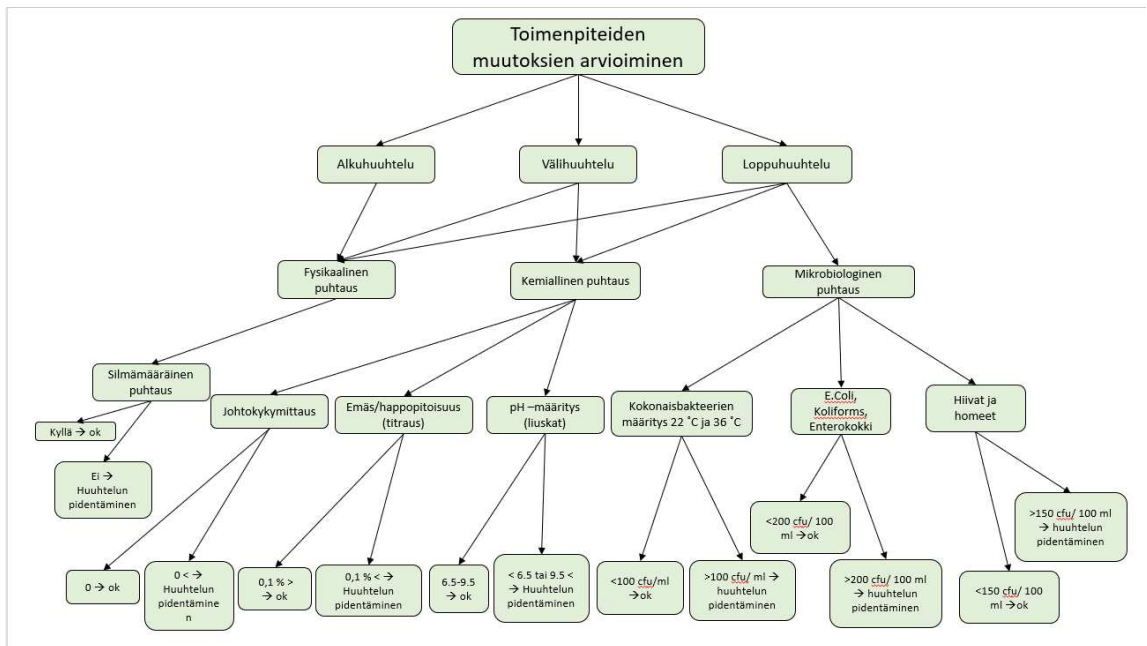 Toimenpiteiden
muutoksien arvioiminen
Alkuhuuhtelu
Välihuuhtelu
Loppuhuuhtelu
Fysikaalinen
puhtaus
Kemiallinen puhtaus
Mikrobiologinen
puhtaus
Silmämääräinen
puhtaus
Johtokykymittaus
Emäs/happopitoisuus
(titraus)
pH –määritys
(liuskat)
Kokonaisbakteerien
määritys 22 ˚C ja 36 ˚C
E.Coli,
Koliforms,
Enterokokki
Hiivat ja
homeet
Kyllä → ok
Ei →
Huuhtelun
pidentäminen
0 → ok
0 < →
Huuhtelun
pidentämine
n
0,1 % >
→ ok
0,1 % < →
Huuhtelun
pidentäminen
6.5-9.5
→ ok
< 6.5 tai 9.5 <
→ Huuhtelun
pidentäminen
<100 cfu/ml
→ok
>100 cfu/ ml →
huuhtelun
pidentäminen
<200 cfu/ 100
ml →ok
>200 cfu/ 100 ml
→ huuhtelun
pidentäminen
<150 cfu/ 100
ml →ok
>150 cfu/ 100 ml
→ huuhtelun
pidentäminen